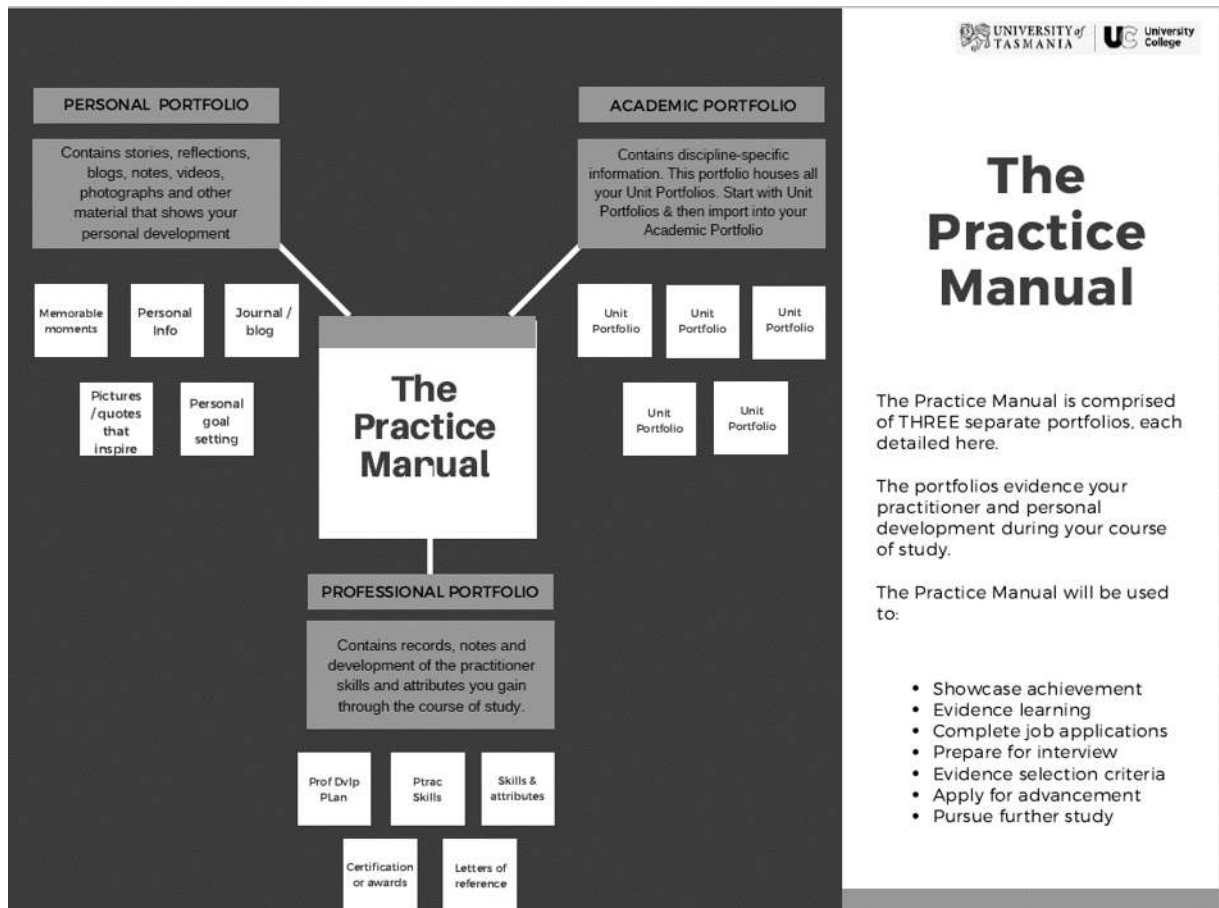 PERSONAL PORTFOLIO
Contains stories, reflections,
blogs, notes, videos,
photographs and other
material that shows your
personal development
Memorable
moments
Personal
Info
Journal /
blog
Pictures
/ quotes
that
inspire
Personal
goal
setting
ACADEMIC PORTFOLIO
Contains discipline-specific
information. This portfolio houses all
your Unit Portfolios. Start with Unit
Portfolios & then import into your
Academic Portfolio
Unit
Portfolio
Unit
Portfolio
Unit
Portfolio
Unit
Portfolio
Unit
Portfolio
The
Practice
Manual
PROFESSIONAL PORTFOLIO
Contains records, notes and
development of the practitioner
skills and attributes you gain
through the course of study.
Prof Dvlp
PLan
Ptrac
Skills
Skills &
attributes
Certification
or awards
Letters of
reference
UNIVERSITY of
TASMANIA
UC
University
College
The
Practice
Manual
The Practice Manual is comprised
of THREE separate portfolios, each
detailed here.
The portfolios evidence your
practitioner and personal
development during your course
of study.
The Practice Manual will be used
to:
• Showcase achievement
• Evidence learning
• Complete job applications
• Prepare for interview
• Evidence selection criteria
• Apply for advancement
• Pursue further study